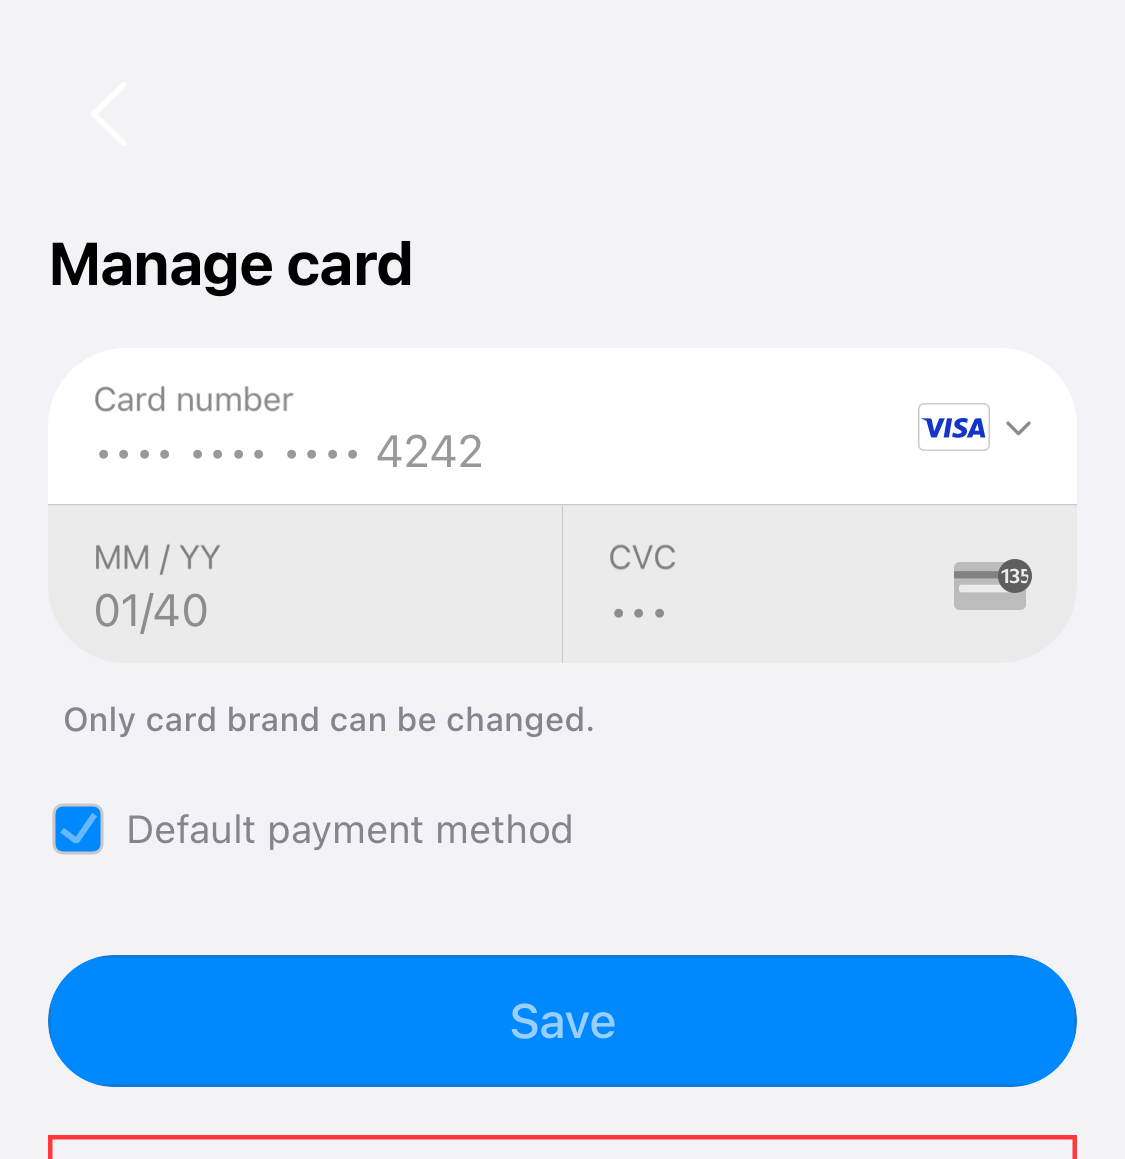 Manage card
Card number
•••• •••• •••• 4242
VISA
MM / YY
01/40
CVC
•••
135
Only card brand can be changed.
Default payment method
Save